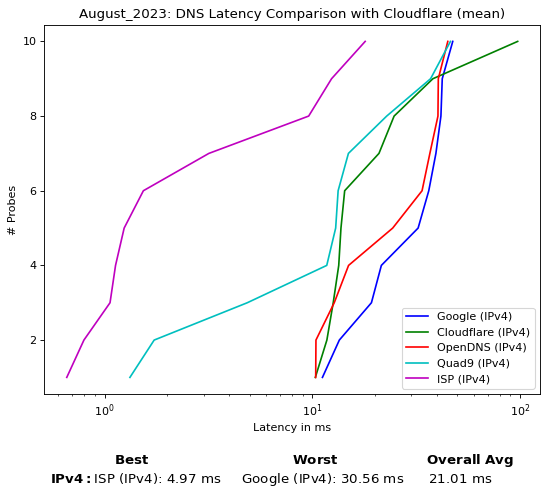 August_2023: DNS Latency Comparison with Cloudflare (mean)
10
8
6
4
2
# Probes
10⁰
10¹
10²
Latency in ms
Google (IPv4)
Cloudflare (IPv4)
OpenDNS (IPv4)
Quad9 (IPv4)
ISP (IPv4)
Best Worst Overall Avg
IPv4: ISP (IPv4): 4.97 ms Google (IPv4): 30.56 ms 21.01 ms